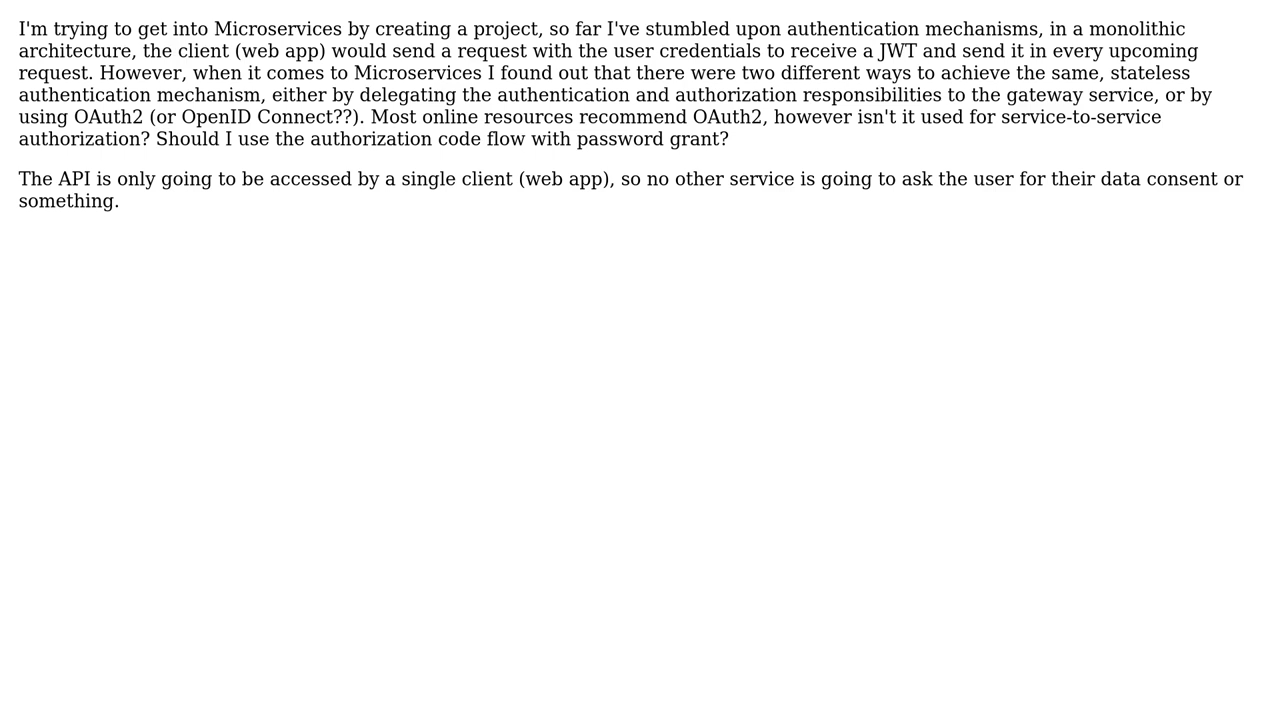 I'm trying to get into Microservices by creating a project, so far I've stumbled upon authentication mechanisms, in a monolithic
architecture, the client (web app) would send a request with the user credentials to receive a JWT and send it in every upcoming
request. However, when it comes to Microservices I found out that there were two different ways to achieve the same, stateless
authentication mechanism, either by delegating the authentication and authorization responsibilities to the gateway service, or by
using OAuth2 (or OpenID Connect??). Most online resources recommend OAuth2, however isn't it used for service-to-service
authorization? Should I use the authorization code flow with password grant?
The API is only going to be accessed by a single client (web app), so no other service is going to ask the user for their data consent or
something.